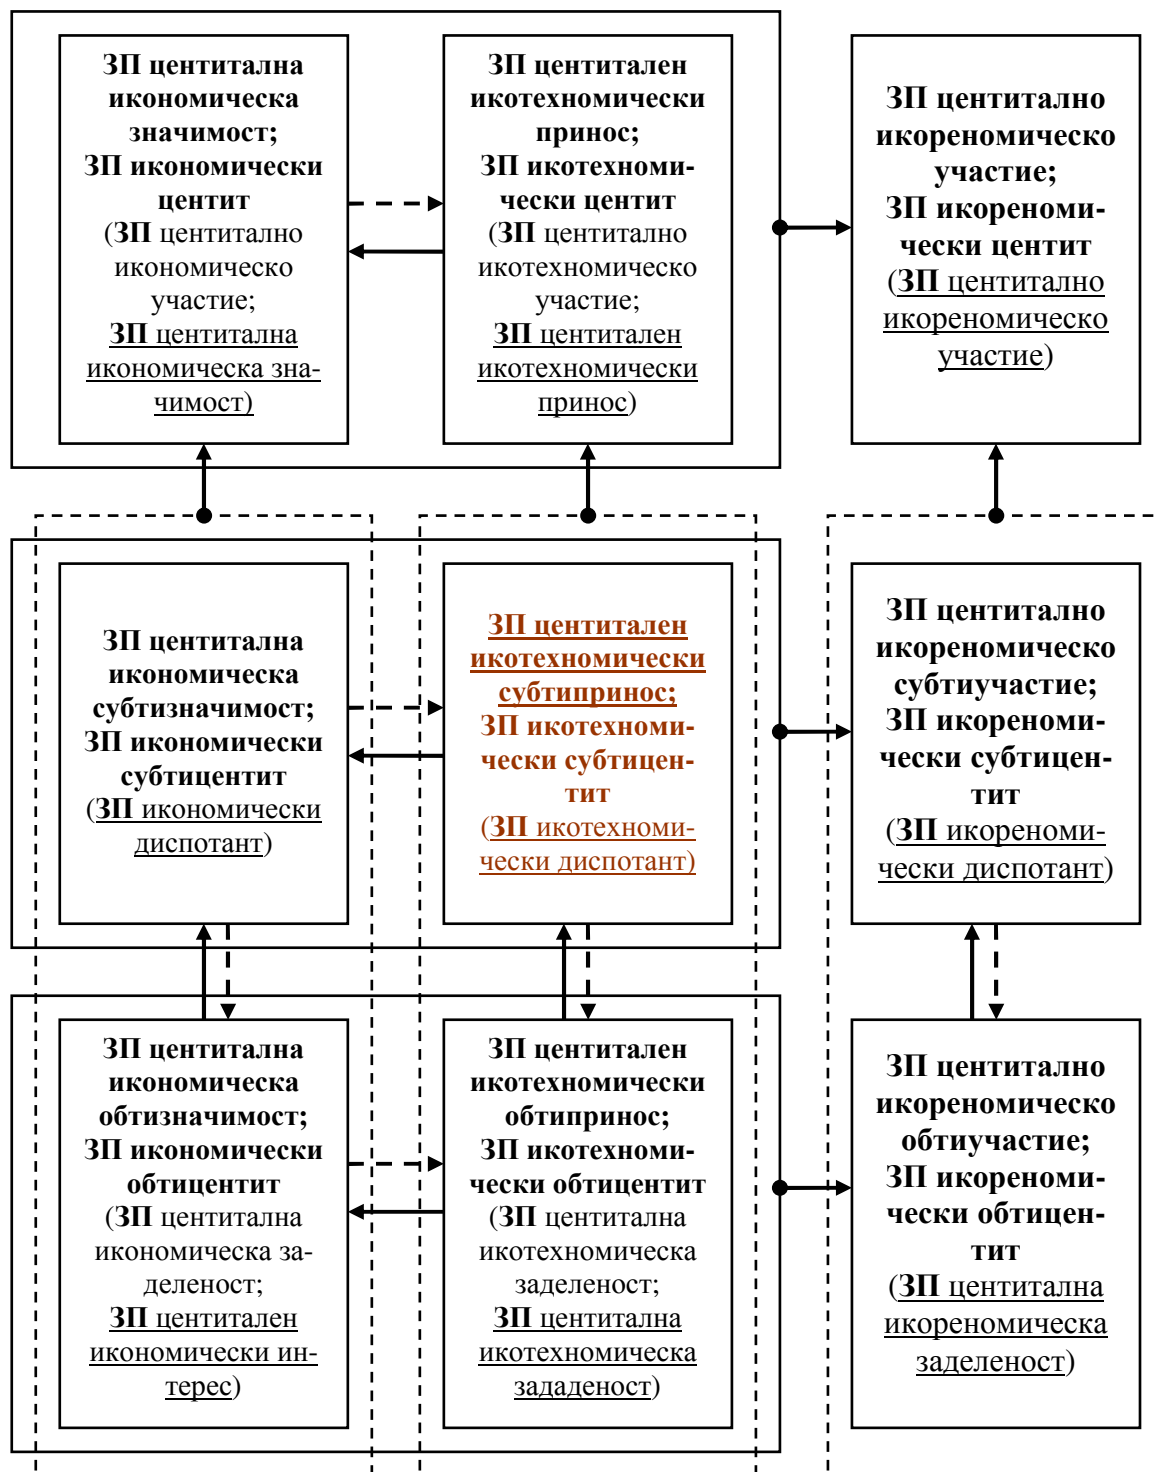 ЗП центитална
икономическа
значимост;
ЗП икономически
центит
(ЗП центитално
икономическо
участие;
ЗП центитална
икономическа зна-
чимост)
ЗП центитален
икотехномически
принос;
ЗП икотехноми-
чески центит
(ЗП центитално
икотехномическо
участие;
ЗП центитален
икотехномически
принос)
ЗП центитално
икореномическо
участие;
ЗП икореноми-
чески центит
(ЗП центитално
икореномическо
участие)
ЗП центитална
икономическа
субтизначимост;
ЗП икономически
субтицентит
(ЗП икономически
диспотант)
ЗП центитален
икотехномически
субтипринос;
ЗП икотехноми-
чески субтицен-
тит
(ЗП икотехноми-
чески диспотант)
ЗП центитално
икореномическо
субтиучастие;
ЗП икореноми-
чески субтицен-
тит
(ЗП икореноми-
чески диспотант)
ЗП центитална
икономическа
обтизначимост;
ЗП икономически
обтицентит
(ЗП центитална
икономическа за-
деленост;
ЗП центитален
икономически ин-
терес)
ЗП центитален
икотехномически
обтипринос;
ЗП икотехноми-
чески обтицентит
(ЗП центитална
икотехномическа
заделеност;
ЗП центитална
икотехномическа
зададеност)
ЗП центитално
икореномическо
обтиучастие;
ЗП икореноми-
чески обтицен-
тит
(ЗП центитална
икореномическа
заделеност)